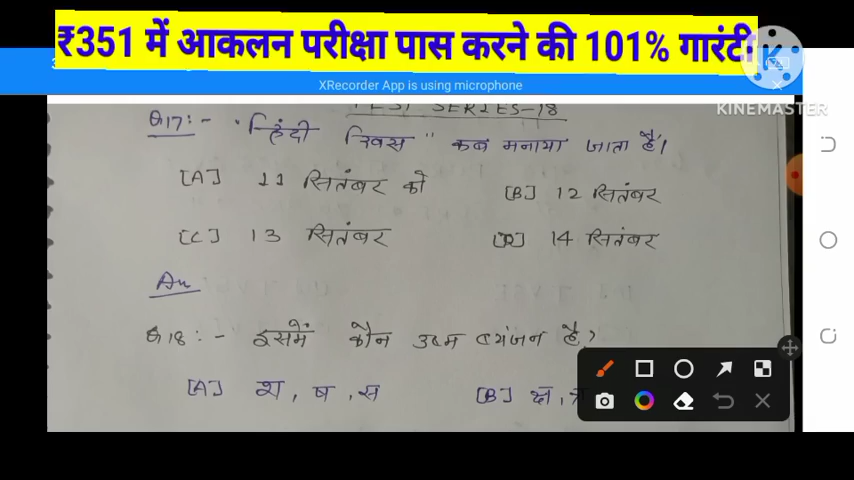 ₹351 में आकलन परीक्षा पास करने की 101% गारंटी
XRecorder App is using microphone
KINEMASTER
TEST SERIES-18
Q17:- "हिंदी दिवस" कब मनाया जाता है।
[A] 11 सितंबर को
[B] 12 सितंबर
[C] 13 सितंबर
[D] 14 सितंबर
An
Q18:- इसमें कौन उष्म व्यंजन है?
[A] श, ष, स
[B] क्ष,